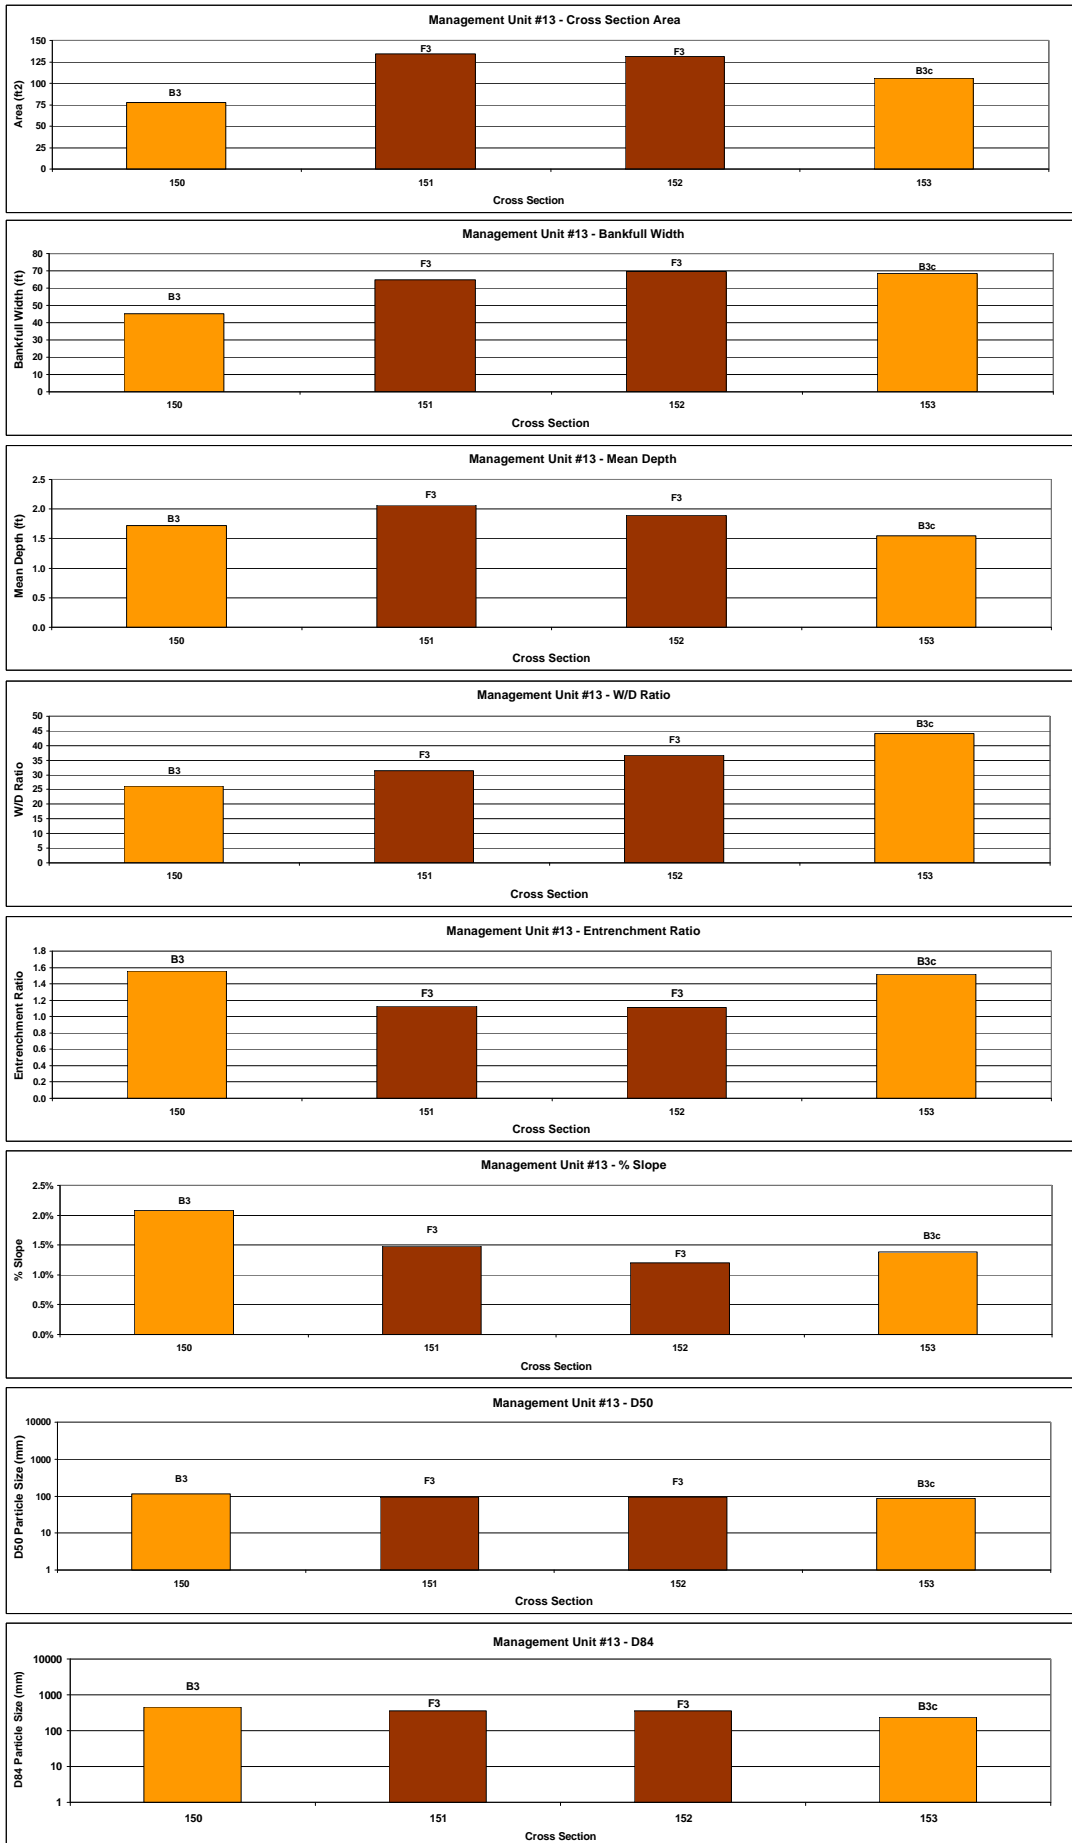 Management Unit #13 - Cross Section Area
Area (ft2)
150
125
100
75
50
25
0
B3
F3
F3
B3c
150
151
152
153
Cross Section
Management Unit #13 - Bankfull Width
Bankfull Width (ft)
80
70
60
50
40
30
20
10
0
B3
F3
F3
B3c
150
151
152
153
Cross Section
Management Unit #13 - Mean Depth
Mean Depth (ft)
2.5
2.0
1.5
1.0
0.5
0.0
B3
F3
F3
B3c
150
151
152
153
Cross Section
Management Unit #13 - W/D Ratio
W/D Ratio
50
45
40
35
30
25
20
15
10
5
0
B3
F3
F3
B3c
150
151
152
153
Cross Section
Management Unit #13 - Entrenchment Ratio
Entrenchment Ratio
1.8
1.6
1.4
1.2
1.0
0.8
0.6
0.4
0.2
0.0
B3
F3
F3
B3c
150
151
152
153
Cross Section
Management Unit #13 - % Slope
% Slope
2.5%
2.0%
1.5%
1.0%
0.5%
0.0%
B3
F3
F3
B3c
150
151
152
153
Cross Section
Management Unit #13 - D50
D50 Particle Size (mm)
10000
1000
100
10
1
B3
F3
F3
B3c
150
151
152
153
Cross Section
Management Unit #13 - D84
D84 Particle Size (mm)
10000
1000
100
10
1
B3
F3
F3
B3c
150
151
152
153
Cross Section